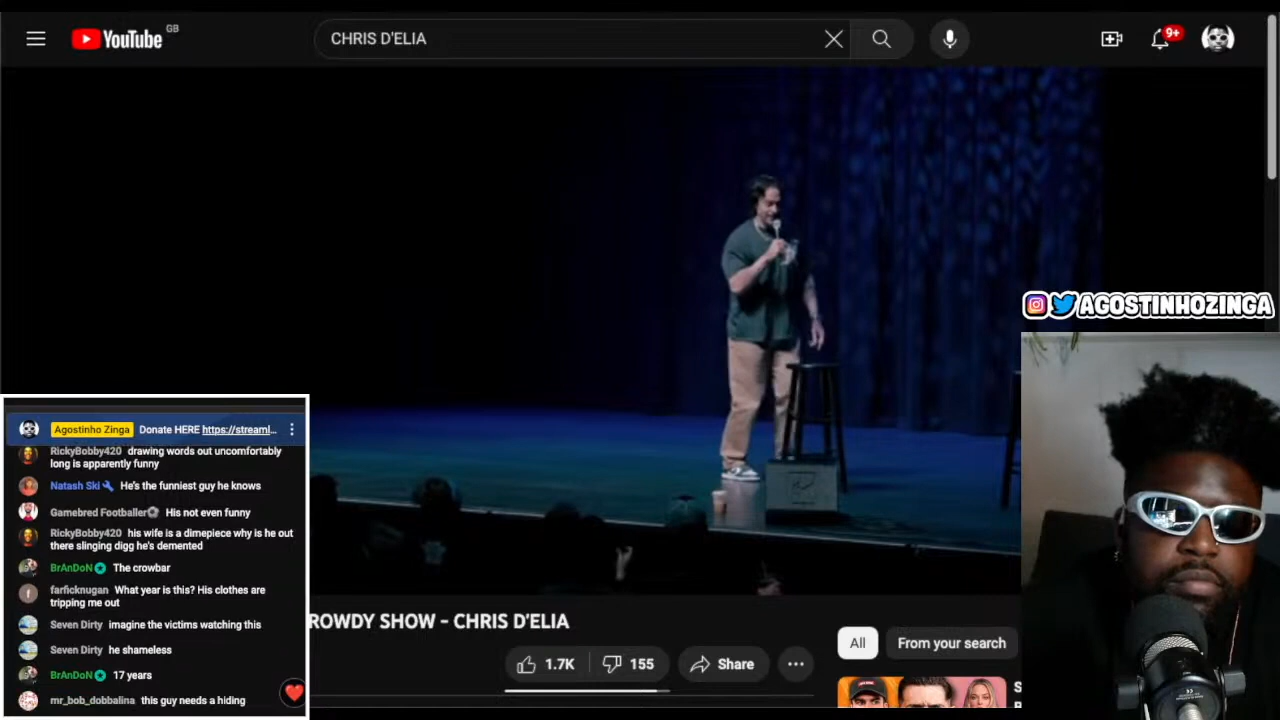 YouTube GB
CHRIS D'ELIA
9+
AGOSTINHOZINGA
Agostinho Zinga Donate HERE https://streaml...
RickyBobby420 drawing words out uncomfortably
long is apparently funny
Natash Ski He's the funniest guy he knows
Gamebred Footballer His not even funny
RickyBobby420 his wife is a dimepiece why is he out
there slinging digg he's demented
BrAnDoN The crowbar
farficknugan What year is this? His clothes are
tripping me out
Seven Dirty imagine the victims watching this
Seven Dirty he shameless
BrAnDoN 17 years
mr_bob_dobbalina this guy needs a hiding
ROWDY SHOW - CHRIS D'ELIA
1.7K 155 Share
All From your search